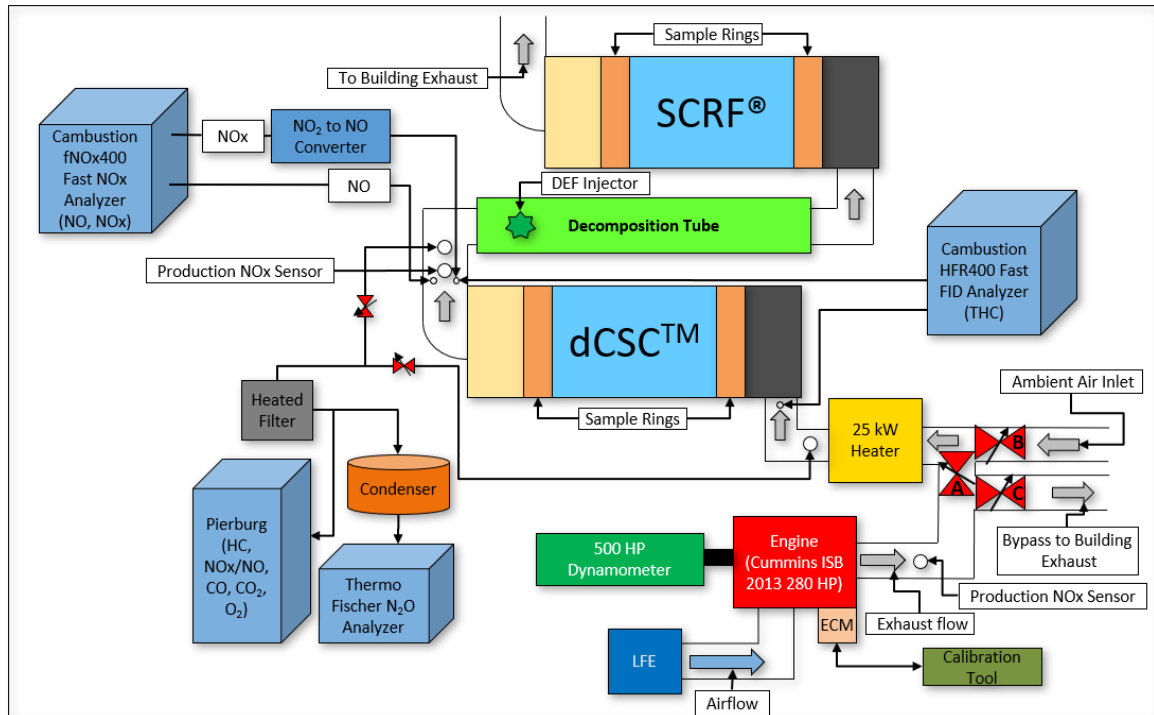 Sample Rings
To Building Exhaust
SCRF®
Cambustion
fNOx400
Fast NOx
Analyzer
(NO, NOx)
NOx
NO₂ to NO
Converter
NO
DEF Injector
Decomposition Tube
Production NOx Sensor
Cambustion
HFR400 Fast
FID Analyzer
(THC)
dCSC™
Sample Rings
Heated
Filter
Ambient Air Inlet
25 kW
Heater
B
A
C
Condenser
Bypass to Building
Exhaust
Pierburg
(HC,
NOx/NO,
CO, CO₂,
O₂)
Thermo
Fischer N₂O
Analyzer
500 HP
Dynamometer
Engine
(Cummins ISB
2013 280 HP)
Production NOx Sensor
ECM
Exhaust flow
LFE
Airflow
Calibration
Tool